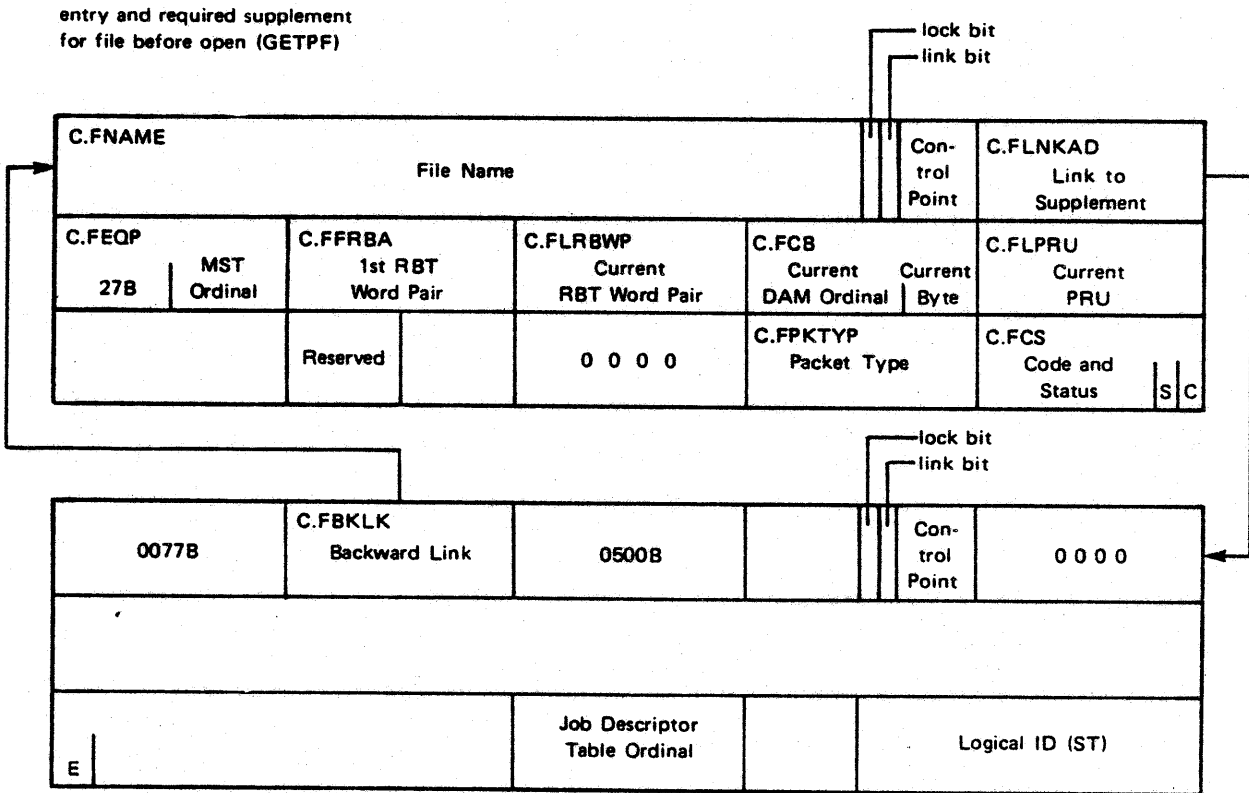 entry and required supplement
for file before open (GETPF)
lock bit
link bit
C.FNAME
File Name
Con-
trol
Point
C.FLNKAD
Link to
Supplement
C.FEQP
27B
MST
Ordinal
C.FFRBA
1st RBT
Word Pair
C.FLRBWP
Current
RBT Word Pair
C.FCB
Current
DAM Ordinal
Current
Byte
C.FLPRU
Current
PRU
Reserved
0 0 0 0
C.FPKTYP
Packet Type
C.FCS
Code and
Status
S
C
lock bit
link bit
0077B
C.FBKLK
Backward Link
0500B
Con-
trol
Point
0 0 0 0
E
Job Descriptor
Table Ordinal
Logical ID (ST)